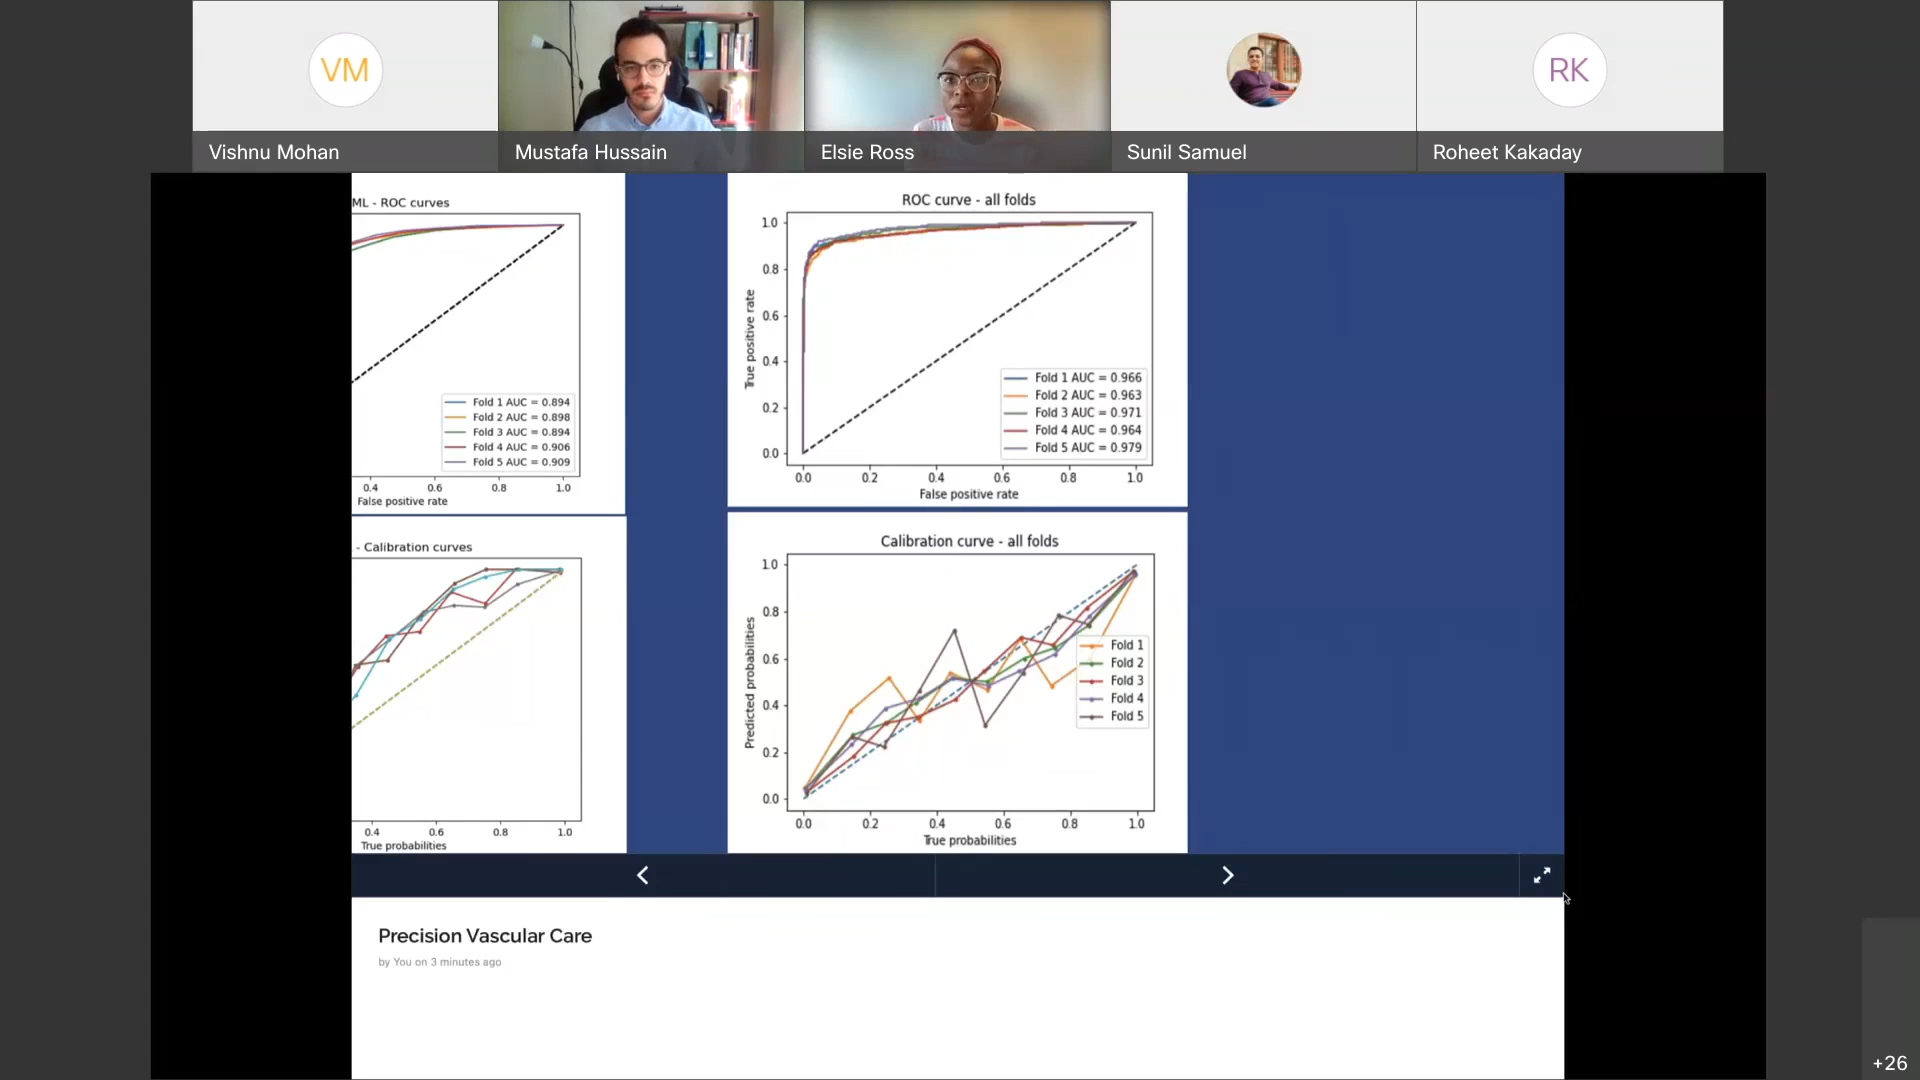 VM
RK
Vishnu Mohan
Mustafa Hussain
Elsie Ross
Sunil Samuel
Roheet Kakaday
ML - ROC curves
Fold 1 AUC = 0.894
Fold 2 AUC = 0.898
Fold 3 AUC = 0.894
Fold 4 AUC = 0.906
Fold 5 AUC = 0.909
0.4 0.6 0.8 1.0
False positive rate
ROC curve - all folds
True positive rate
1.0
0.8
0.6
0.4
0.2
0.0
Fold 1 AUC = 0.966
Fold 2 AUC = 0.963
Fold 3 AUC = 0.971
Fold 4 AUC = 0.964
Fold 5 AUC = 0.979
0.0 0.2 0.4 0.6 0.8 1.0
False positive rate
- Calibration curves
0.4 0.6 0.8 1.0
True probabilities
Calibration curve - all folds
Predicted probabilities
1.0
0.8
0.6
0.4
0.2
0.0
Fold 1
Fold 2
Fold 3
Fold 4
Fold 5
0.0 0.2 0.4 0.6 0.8 1.0
True probabilities
Precision Vascular Care
by You on 3 minutes ago
+26